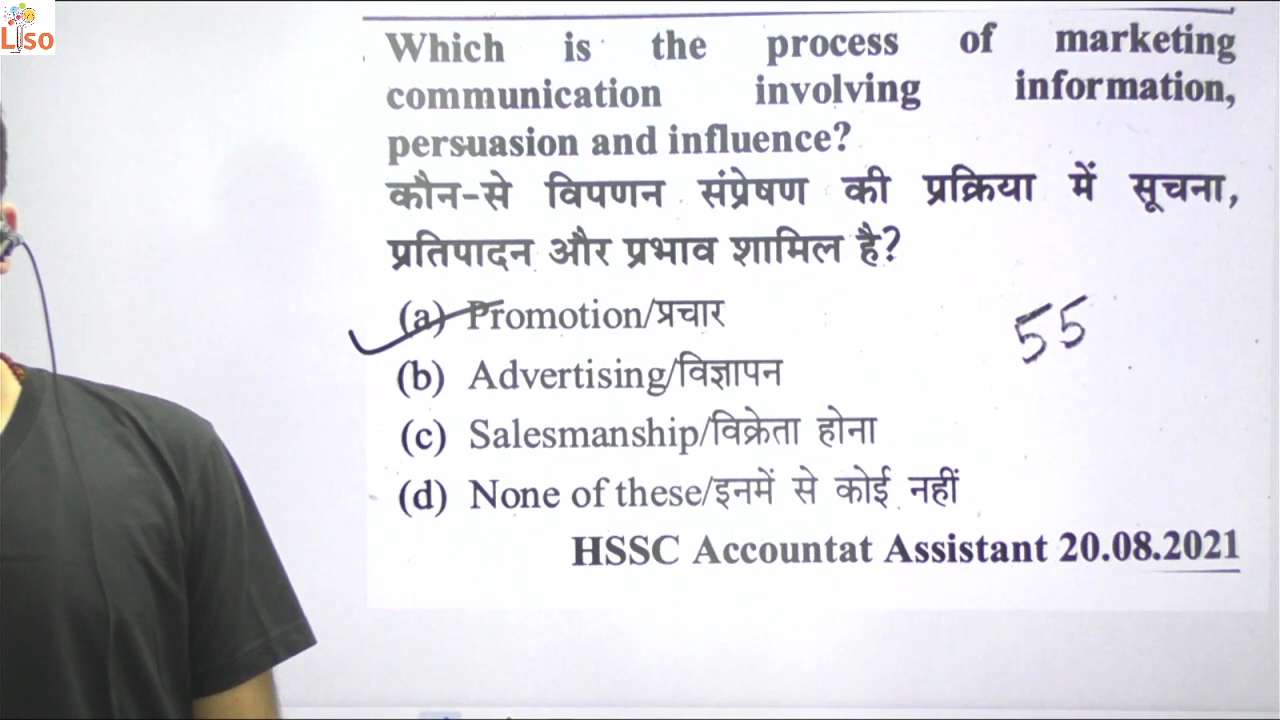 Liso
Which is the process of marketing
communication involving information,
persuasion and influence?
कौन-से विपणन संप्रेषण की प्रक्रिया में सूचना,
प्रतिपादन और प्रभाव शामिल है?
(a) Promotion/प्रचार
55
(b) Advertising/विज्ञापन
(c) Salesmanship/विक्रेता होना
(d) None of these/इनमें से कोई नहीं
HSSC Accountat Assistant 20.08.2021